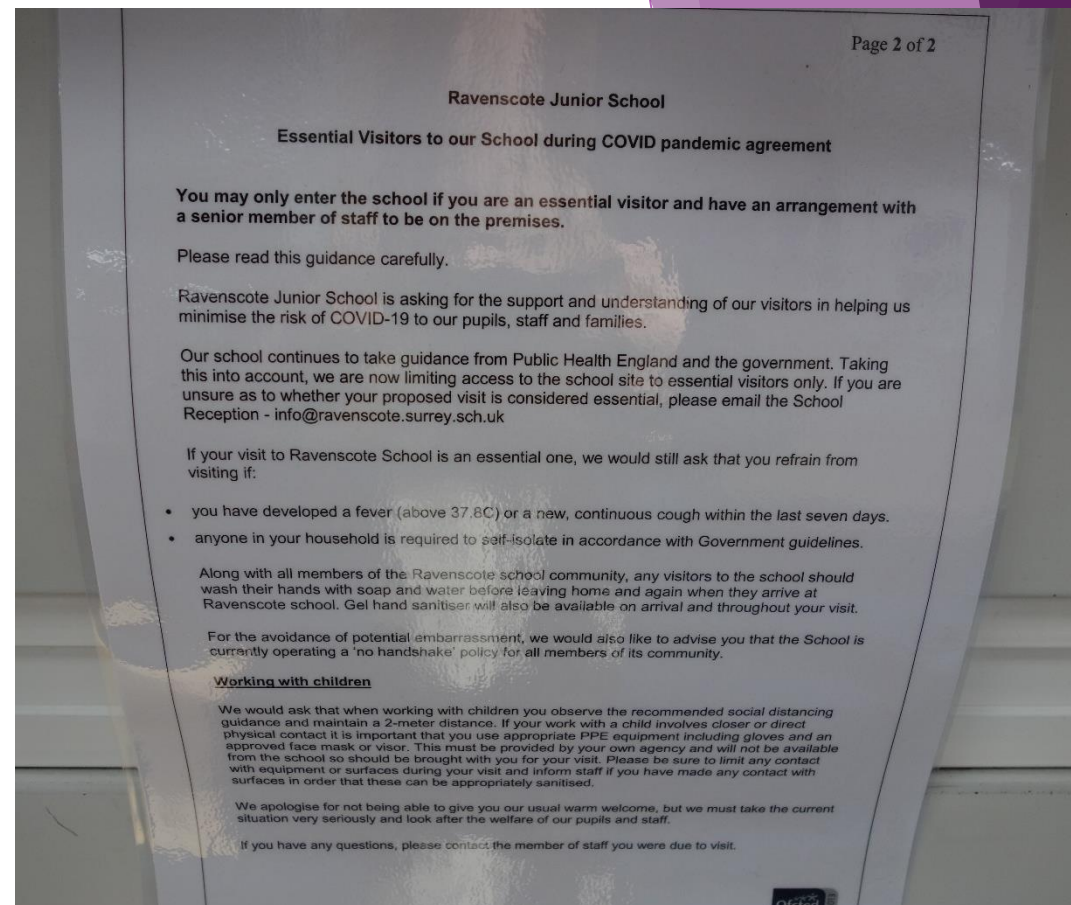 Page 2 of 2
Ravenscote Junior School
Essential Visitors to our School during COVID pandemic agreement
You may only enter the school if you are an essential visitor and have an arrangement with
a senior member of staff to be on the premises.
Please read this guidance carefully.
Ravenscote Junior School is asking for the support and understanding of our visitors in helping us
minimise the risk of COVID-19 to our pupils, staff and families.
Our school continues to take guidance from Public Health England and the government. Taking
this into account, we are now limiting access to the school site to essential visitors only. If you are
unsure as to whether your proposed visit is considered essential, please email the School
Reception - info@ravenscote.surrey.sch.uk
If your visit to Ravenscote School is an essential one, we would still ask that you refrain from
visiting if:
• you have developed a fever (above 37.8C) or a new, continuous cough within the last seven days.
• anyone in your household is required to self-isolate in accordance with Government guidelines.
Along with all members of the Ravenscote school community, any visitors to the school should
wash their hands with soap and water before leaving home and again when they arrive at
Ravenscote school. Gel hand sanitiser will also be available on arrival and throughout your visit.
For the avoidance of potential embarrassment, we would also like to advise you that the School is
currently operating a 'no handshake' policy for all members of its community.
Working with children
We would ask that when working with children you observe the recommended social distancing
guidance and maintain a 2-meter distance. If your work with a child involves closer or direct
physical contact it is important that you use appropriate PPE equipment including gloves and an
approved face mask or visor. This must be provided by your own agency and will not be available
from the school so should be brought with you for your visit. Please be sure to limit any contact
with equipment or surfaces during your visit and inform staff if you have made any contact with
surfaces in order that these can be appropriately sanitised.
We apologise for not being able to give you our usual warm welcome, but we must take the current
situation very seriously and look after the welfare of our pupils and staff.
If you have any questions, please contact the member of staff you were due to visit.
Ofsted